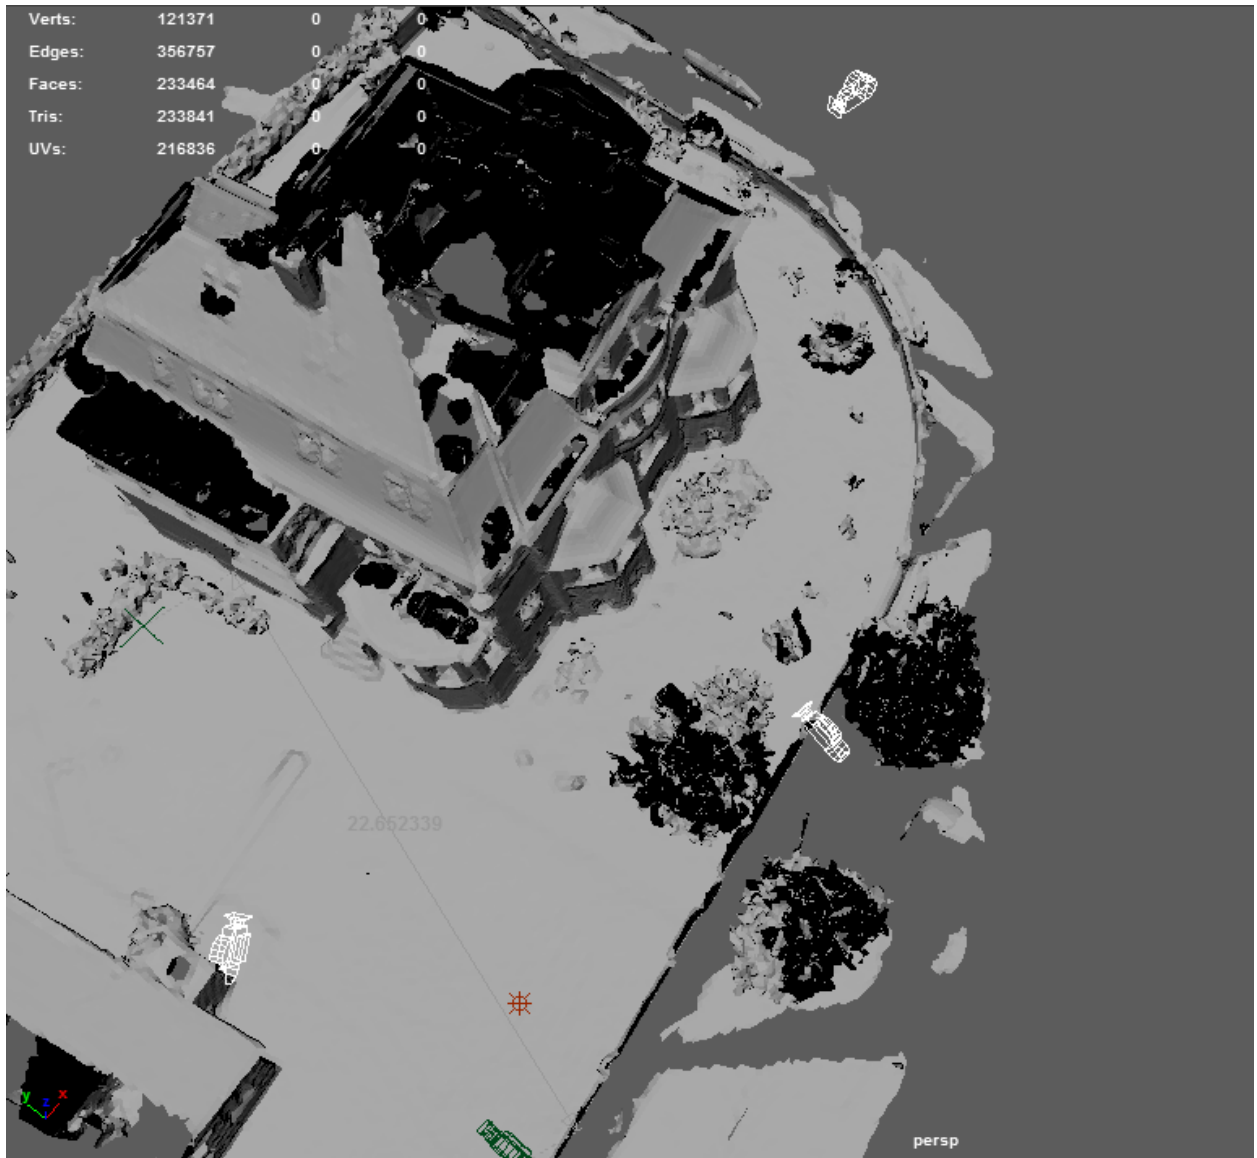 Verts: 121371 0 0
Edges: 356757 0 0
Faces: 233464 0 0
Tris: 233841 0 0
UVs: 216836 0 0
22.652339
y z x
persp